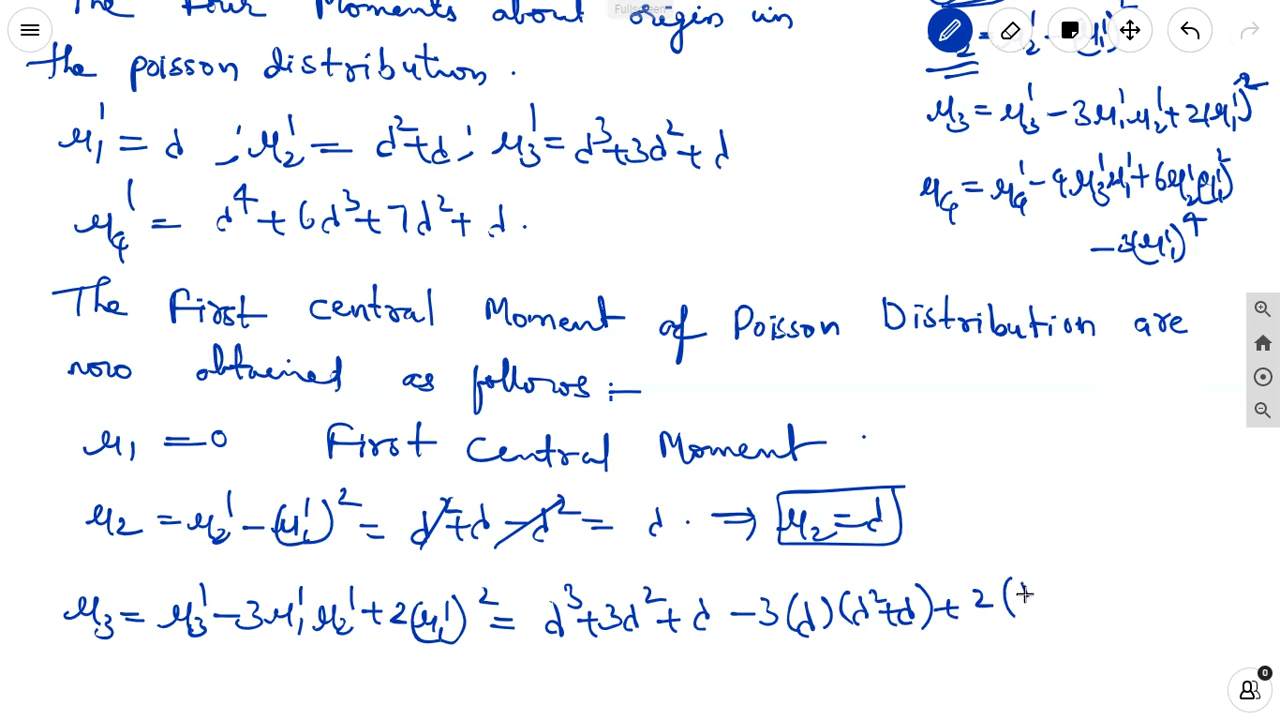 The Four Moments about origin in
the poisson distribution.
μ₁' = λ ; μ₂' = λ²+λ ; μ₃' = λ³+3λ²+λ
μ₄' = λ⁴ + 6λ³ + 7λ² + λ.
The First central Moment of Poisson Distribution are
now obtained as follows :-
μ₁ = 0 First Central Moment.
μ₂ = μ₂' - (μ₁')² = λ²+λ - λ² = λ. ⇒ μ₂ = λ
μ₃ = μ₃' - 3μ₁'μ₂' + 2(μ₁')² = λ³+3λ²+λ - 3(λ)(λ²+λ) + 2(
μ₃ = μ₃' - 3μ₁'μ₂' + 2(μ₁')²
μ₄ = μ₄' - 4μ₃'μ₁' + 6μ₂'(μ₁')²
- 3(μ₁')⁴
0